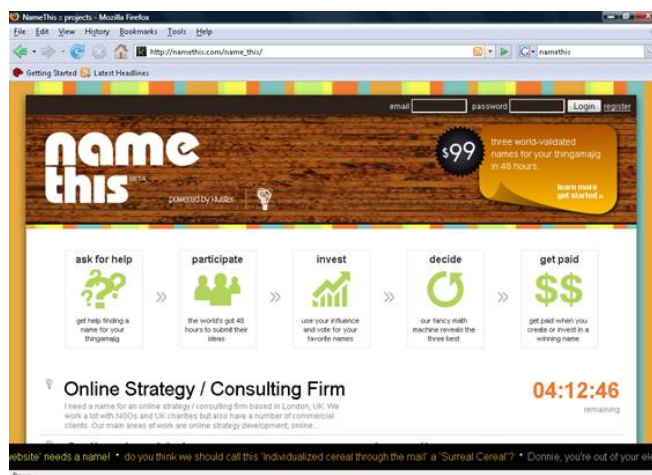 NameThis :: projects - Mozilla Firefox
File Edit View History Bookmarks Tools Help
http://namethis.com/name_this/
namethis
Getting Started Latest Headlines
email password Login register
name
this
BETA
powered by kluster
$99
three world-validated
names for your thingamajig
in 48 hours
learn more
get started »
ask for help
get help finding a
name for your
thingamajig
»
participate
the world's got 48
hours to submit their
ideas
»
invest
use your influence
and vote for your
favorite names
»
decide
our fancy math
machine reveals the
three best
»
get paid
$$
get paid when you
create or invest in a
winning name
Online Strategy / Consulting Firm
04:12:46
remaining
I need a name for an online strategy / consulting firm based in London, UK. We
work a lot with NGOs and UK charities but also have a number of commercial
clients. Our main areas of work are online strategy development, online...
website' needs a name! * do you think we should call this 'Individualized cereal through the mail' a 'Surreal Cereal'? * Donnie, you're out of your ele